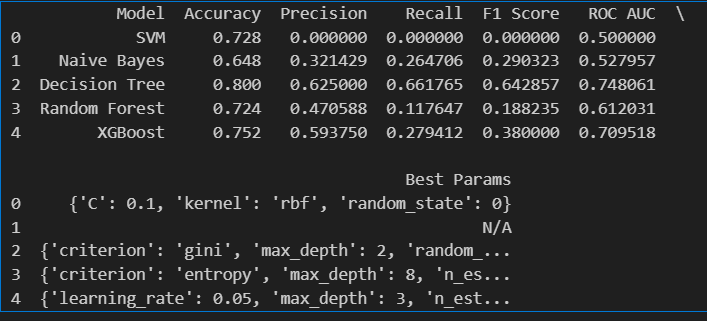 Model Accuracy Precision Recall F1 Score ROC AUC \
0 SVM 0.728 0.000000 0.000000 0.000000 0.500000
1 Naive Bayes 0.648 0.321429 0.264706 0.290323 0.527957
2 Decision Tree 0.800 0.625000 0.661765 0.642857 0.748061
3 Random Forest 0.724 0.470588 0.117647 0.188235 0.612031
4 XGBoost 0.752 0.593750 0.279412 0.380000 0.709518
Best Params
0 {'C': 0.1, 'kernel': 'rbf', 'random_state': 0}
1 N/A
2 {'criterion': 'gini', 'max_depth': 2, 'random_...
3 {'criterion': 'entropy', 'max_depth': 8, 'n_es...
4 {'learning_rate': 0.05, 'max_depth': 3, 'n_est...